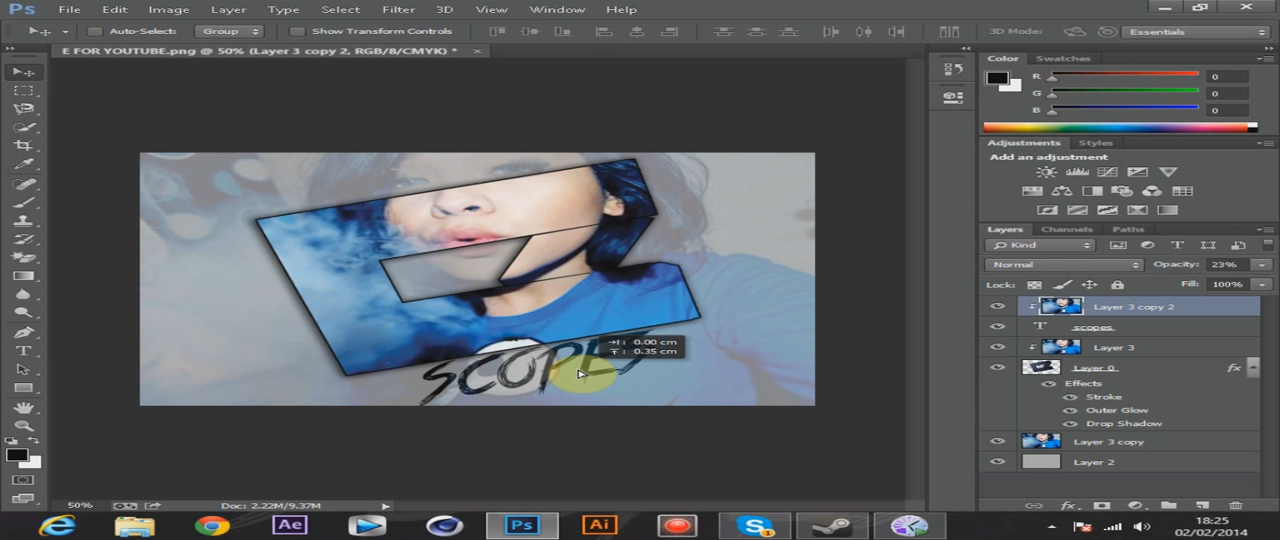 Ps File Edit Image Layer Type Select Filter 3D View Window Help
Auto-Select: Group Show Transform Controls 3D Mode: Essentials
E FOR YOUTUBE.png @ 50% (Layer 3 copy 2, RGB/8/CMYK) * ×
Color Swatches
R 0
G 0
B 0
Adjustments Styles
Add an adjustment
Layers Channels Paths
Kind
Normal Opacity: 23%
Lock: Fill: 100%
Layer 3 copy 2
T scopes
Layer 3
Layer 0 fx
Effects
Stroke
Outer Glow
Drop Shadow
Layer 3 copy
Layer 2
→I: 0.00 cm
0.35 cm
SCOPES
50% Doc: 2.22M/9.37M
Ae Ps Ai S 1
18:25
02/02/2014